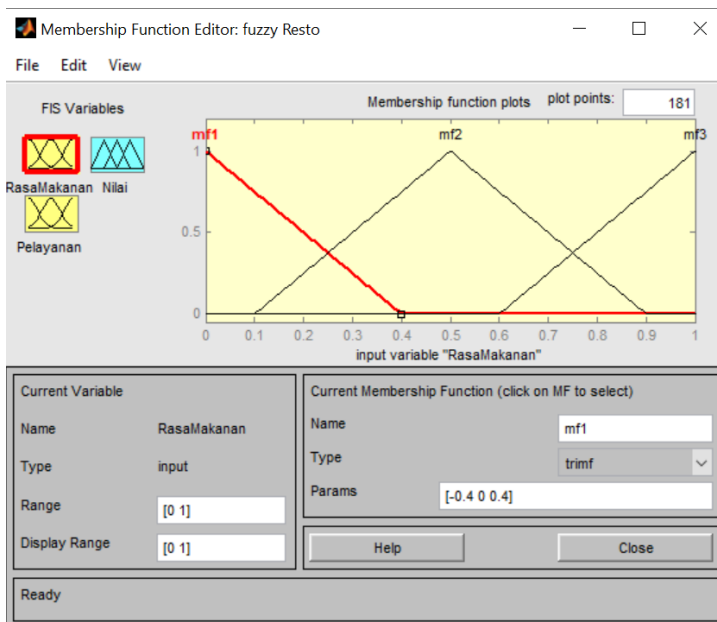 Membership Function Editor: fuzzy Resto
File Edit View
FIS Variables
RasaMakanan Nilai
Pelayanan
Membership function plots plot points: 181
mf1 mf2 mf3
1
0.5
0
0 0.1 0.2 0.3 0.4 0.5 0.6 0.7 0.8 0.9 1
input variable "RasaMakanan"
Current Variable
Name RasaMakanan
Type input
Range [0 1]
Display Range [0 1]
Current Membership Function (click on MF to select)
Name mf1
Type trimf
Params [-0.4 0 0.4]
Help Close
Ready